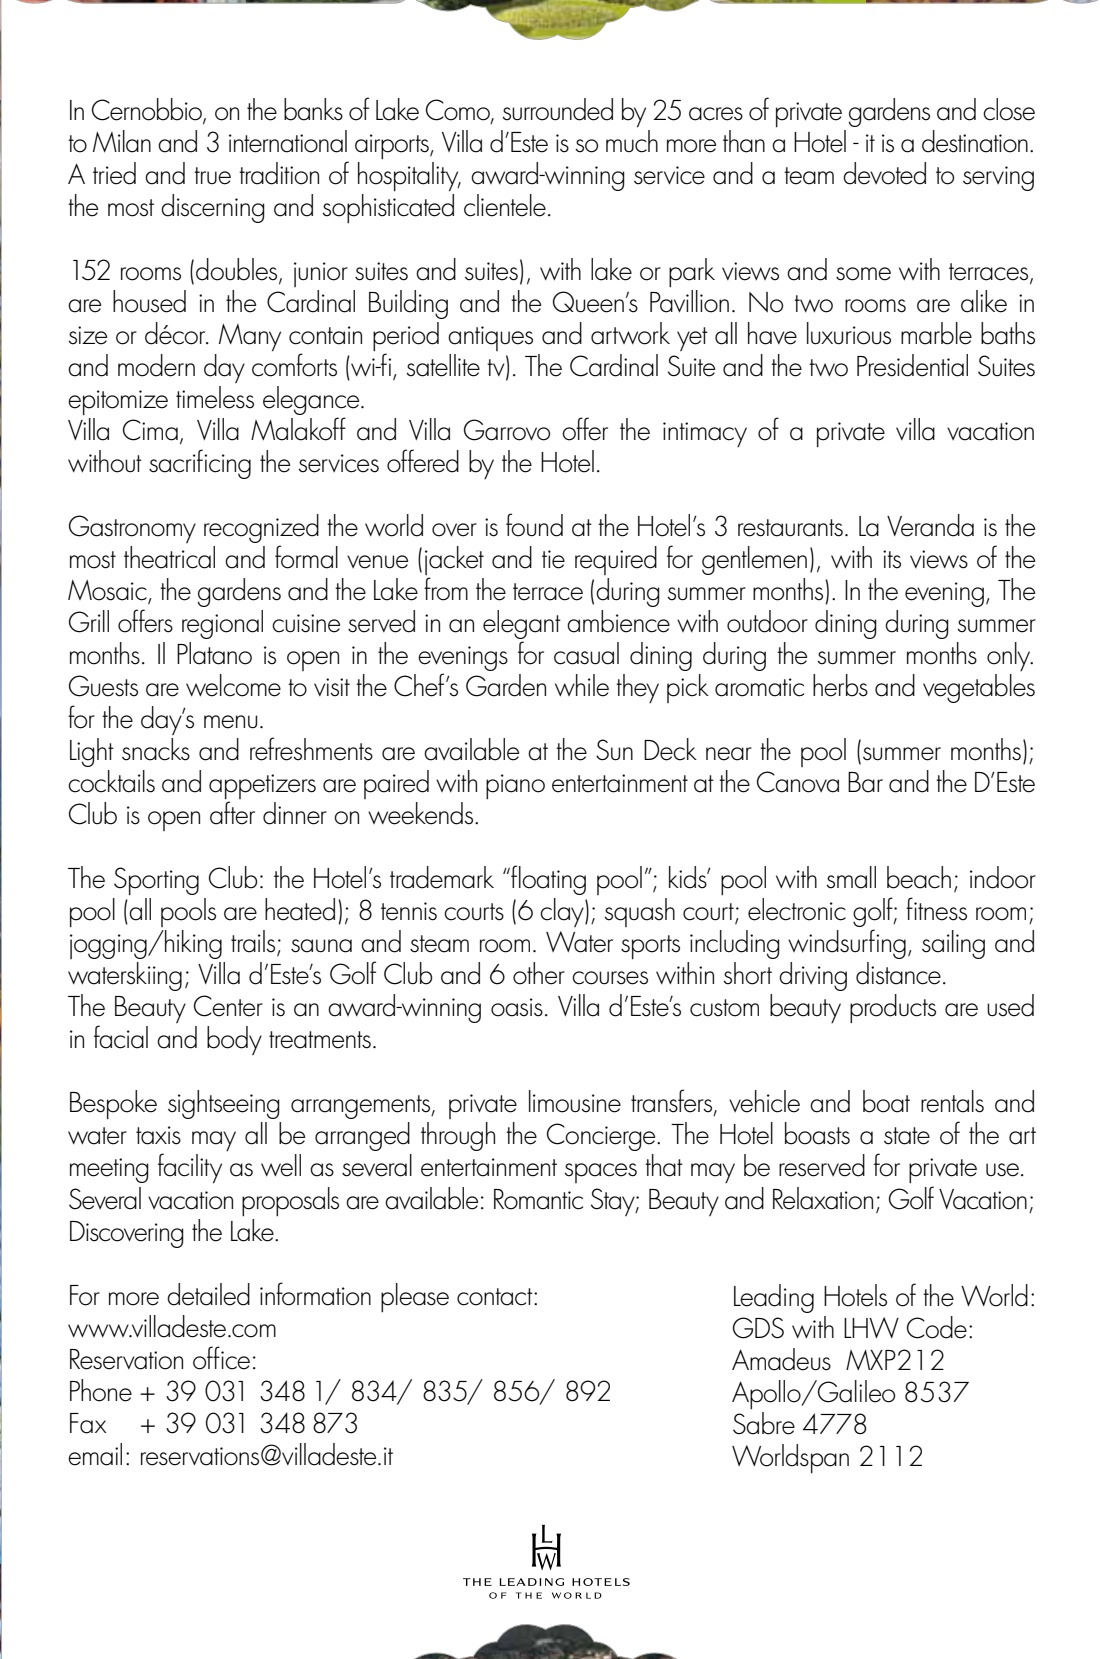 In Cernobbio, on the banks of Lake Como, surrounded by 25 acres of private gardens and close
to Milan and 3 international airports, Villa d’Este is so much more than a Hotel - it is a destination.
A tried and true tradition of hospitality, award-winning service and a team devoted to serving
the most discerning and sophisticated clientele.
152 rooms (doubles, junior suites and suites), with lake or park views and some with terraces,
are housed in the Cardinal Building and the Queen’s Pavillion. No two rooms are alike in
size or décor. Many contain period antiques and artwork yet all have luxurious marble baths
and modern day comforts (wi-fi, satellite tv). The Cardinal Suite and the two Presidential Suites
epitomize timeless elegance.
Villa Cima, Villa Malakoff and Villa Garrovo offer the intimacy of a private villa vacation
without sacrificing the services offered by the Hotel.
Gastronomy recognized the world over is found at the Hotel’s 3 restaurants. La Veranda is the
most theatrical and formal venue (jacket and tie required for gentlemen), with its views of the
Mosaic, the gardens and the Lake from the terrace (during summer months). In the evening, The
Grill offers regional cuisine served in an elegant ambience with outdoor dining during summer
months. Il Platano is open in the evenings for casual dining during the summer months only.
Guests are welcome to visit the Chef’s Garden while they pick aromatic herbs and vegetables
for the day’s menu.
Light snacks and refreshments are available at the Sun Deck near the pool (summer months);
cocktails and appetizers are paired with piano entertainment at the Canova Bar and the D’Este
Club is open after dinner on weekends.
The Sporting Club: the Hotel’s trademark “floating pool”; kids’ pool with small beach; indoor
pool (all pools are heated); 8 tennis courts (6 clay); squash court; electronic golf; fitness room;
jogging/hiking trails; sauna and steam room. Water sports including windsurfing, sailing and
waterskiing; Villa d’Este’s Golf Club and 6 other courses within short driving distance.
The Beauty Center is an award-winning oasis. Villa d’Este’s custom beauty products are used
in facial and body treatments.
Bespoke sightseeing arrangements, private limousine transfers, vehicle and boat rentals and
water taxis may all be arranged through the Concierge. The Hotel boasts a state of the art
meeting facility as well as several entertainment spaces that may be reserved for private use.
Several vacation proposals are available: Romantic Stay; Beauty and Relaxation; Golf Vacation;
Discovering the Lake.
For more detailed information please contact:
www.villadeste.com
Reservation office:
Phone + 39 031 348 1/ 834/ 835/ 856/ 892
Fax + 39 031 348 873
email: reservations@villadeste.it
Leading Hotels of the World:
GDS with LHW Code:
Amadeus MXP212
Apollo/Galileo 8537
Sabre 4778
Worldspan 2112
LHW
THE LEADING HOTELS
OF THE WORLD